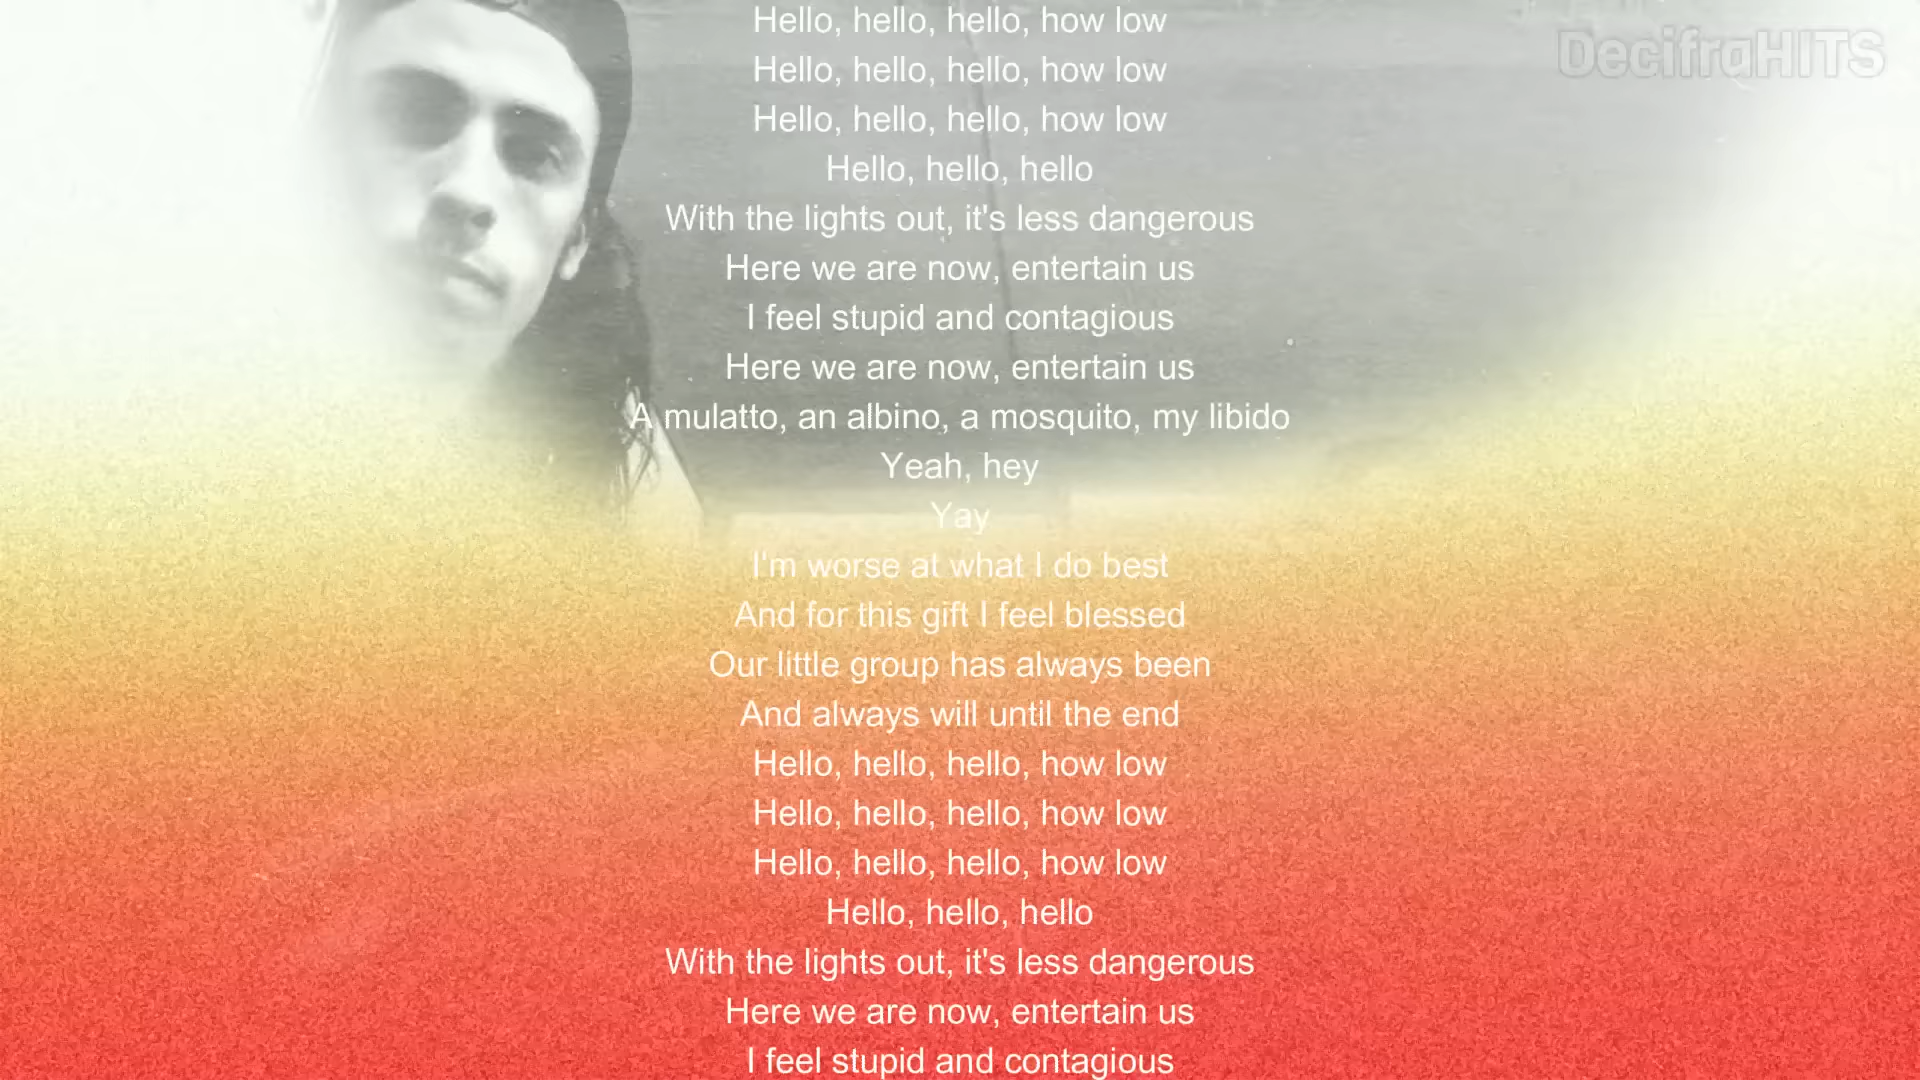 Hello, hello, hello, how low
DecifraHITS
Hello, hello, hello, how low
Hello, hello, hello, how low
Hello, hello, hello
With the lights out, it's less dangerous
Here we are now, entertain us
I feel stupid and contagious
Here we are now, entertain us
A mulatto, an albino, a mosquito, my libido
Yeah, hey
Yay
I'm worse at what I do best
And for this gift I feel blessed
Our little group has always been
And always will until the end
Hello, hello, hello, how low
Hello, hello, hello, how low
Hello, hello, hello, how low
Hello, hello, hello
With the lights out, it's less dangerous
Here we are now, entertain us
I feel stupid and contagious